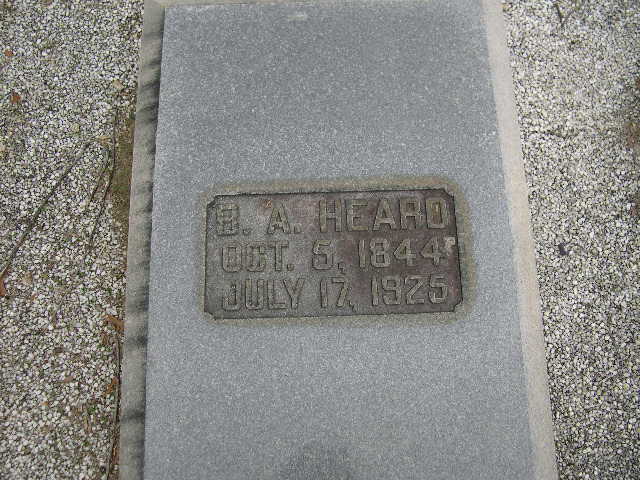 B. A. HEARD
OCT. 5, 1844
JULY 17, 1925